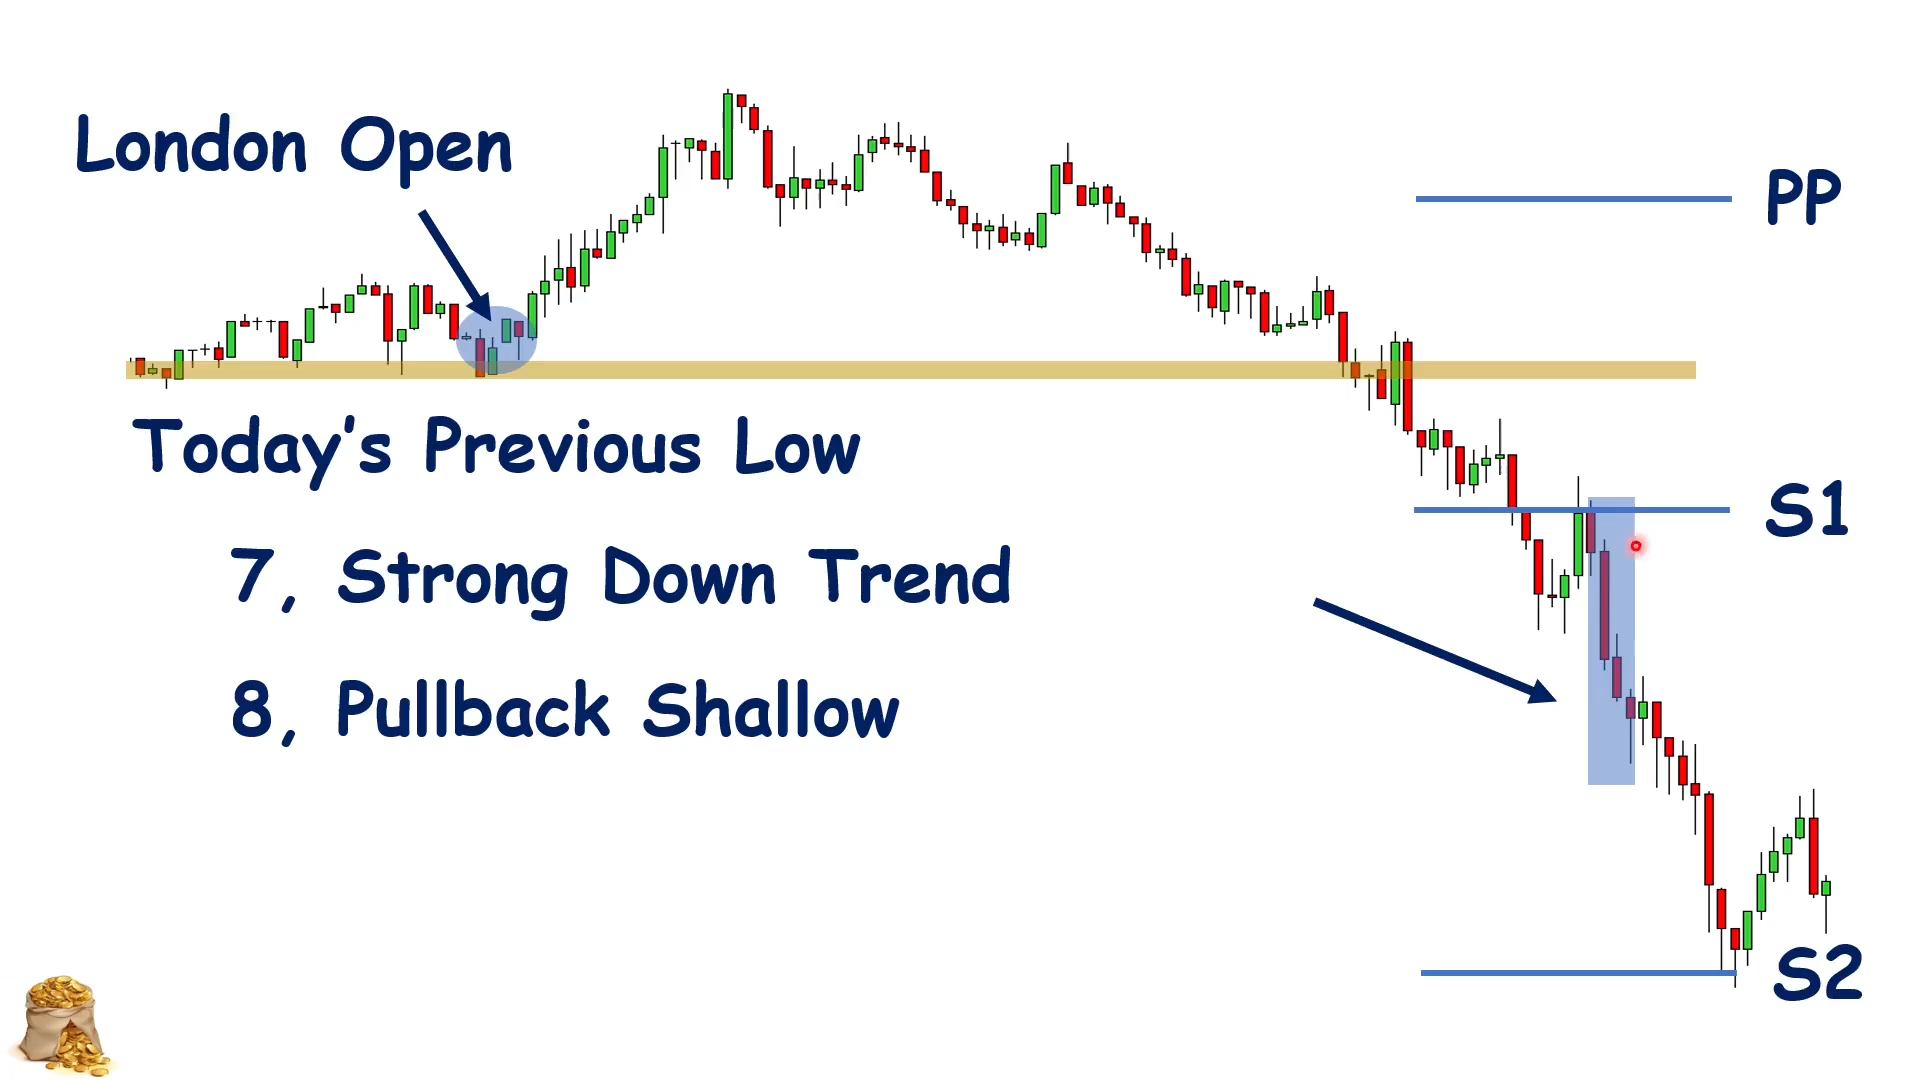 London Open
PP
Today's Previous Low
S1
7, Strong Down Trend
8, Pullback Shallow
S2